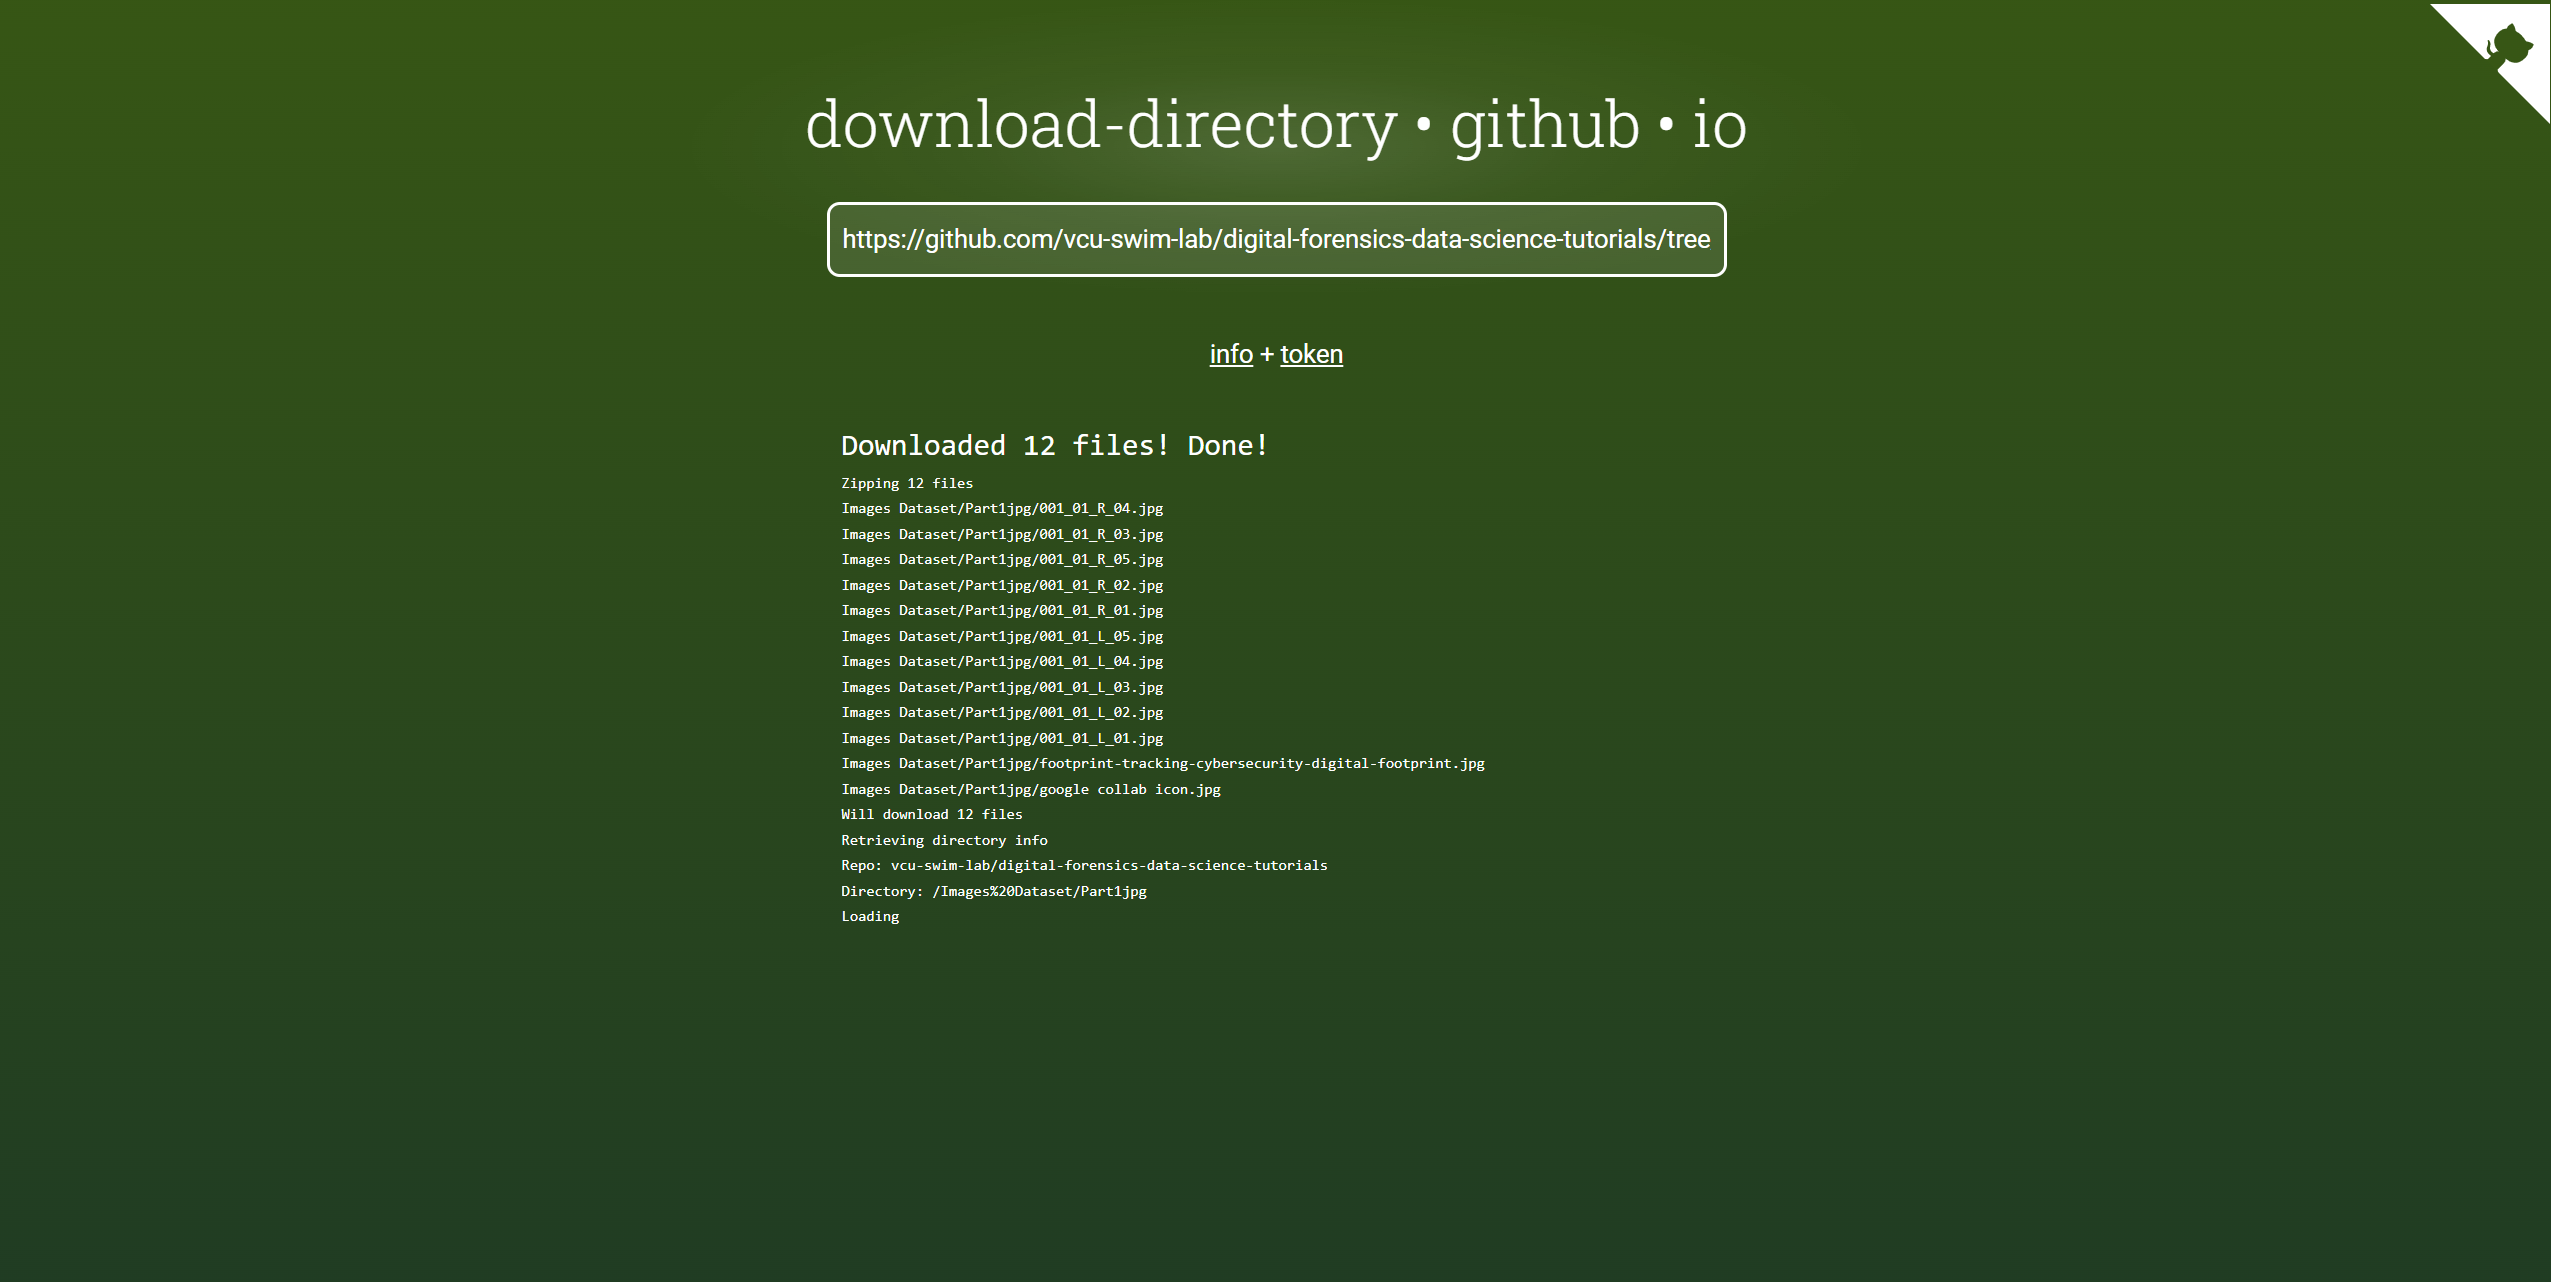 download-directory • github • io
https://github.com/vcu-swim-lab/digital-forensics-data-science-tutorials/tree
info + token
Downloaded 12 files! Done!
Zipping 12 files
Images Dataset/Part1jpg/001_01_R_04.jpg
Images Dataset/Part1jpg/001_01_R_03.jpg
Images Dataset/Part1jpg/001_01_R_05.jpg
Images Dataset/Part1jpg/001_01_R_02.jpg
Images Dataset/Part1jpg/001_01_R_01.jpg
Images Dataset/Part1jpg/001_01_L_05.jpg
Images Dataset/Part1jpg/001_01_L_04.jpg
Images Dataset/Part1jpg/001_01_L_03.jpg
Images Dataset/Part1jpg/001_01_L_02.jpg
Images Dataset/Part1jpg/001_01_L_01.jpg
Images Dataset/Part1jpg/footprint-tracking-cybersecurity-digital-footprint.jpg
Images Dataset/Part1jpg/google collab icon.jpg
Will download 12 files
Retrieving directory info
Repo: vcu-swim-lab/digital-forensics-data-science-tutorials
Directory: /Images%20Dataset/Part1jpg
Loading